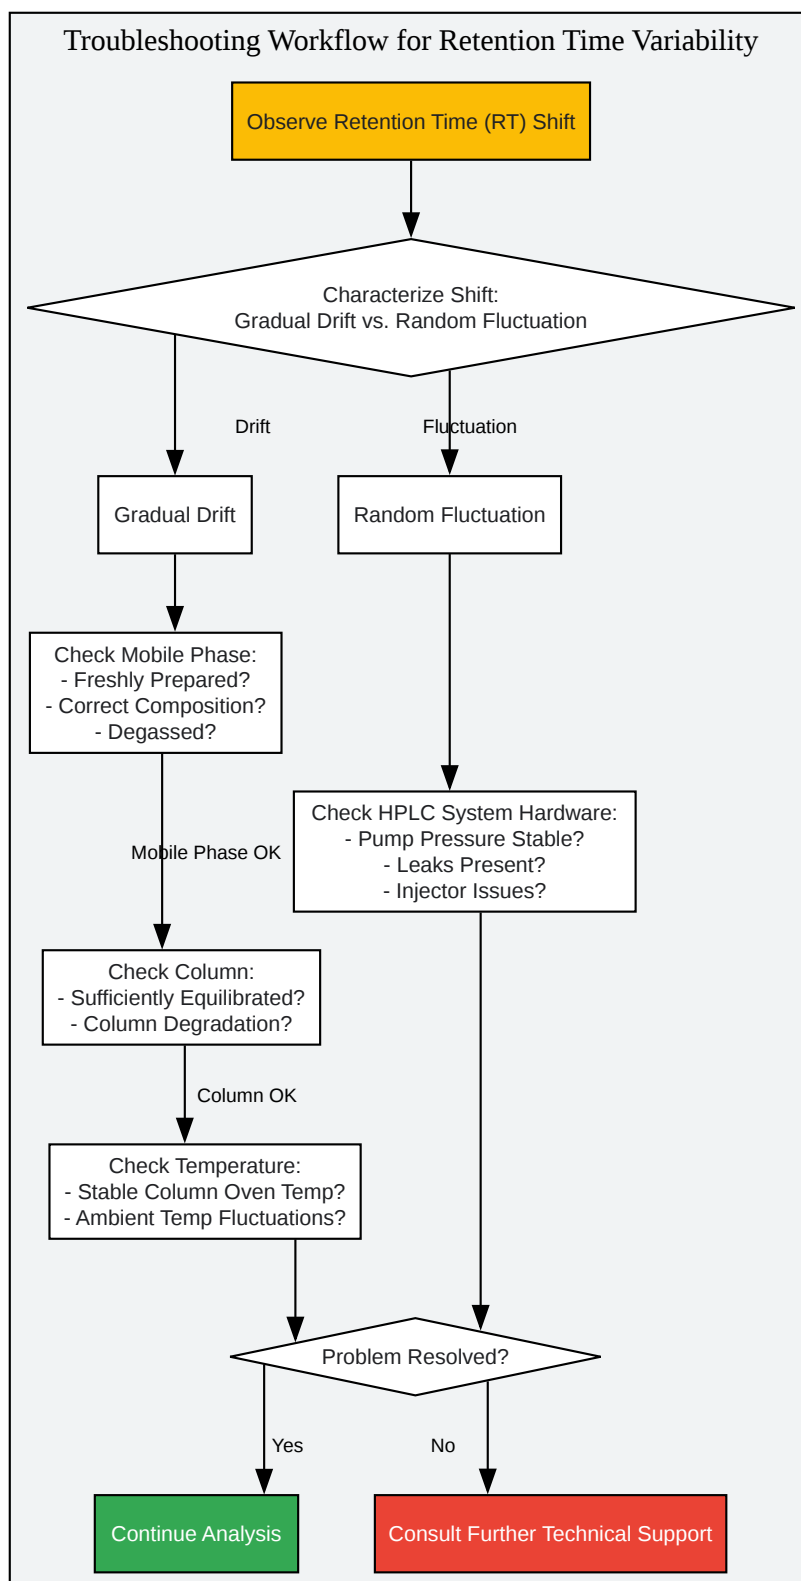 Troubleshooting Workflow for Retention Time Variability
Observe Retention Time (RT) Shift
Characterize Shift:
Gradual Drift vs. Random Fluctuation
Drift
Fluctuation
Gradual Drift
Random Fluctuation
Check Mobile Phase:
- Freshly Prepared?
- Correct Composition?
- Degassed?
Check HPLC System Hardware:
- Pump Pressure Stable?
- Leaks Present?
- Injector Issues?
Mobile Phase OK
Check Column:
- Sufficiently Equilibrated?
- Column Degradation?
Column OK
Check Temperature:
- Stable Column Oven Temp?
- Ambient Temp Fluctuations?
Problem Resolved?
Yes
No
Continue Analysis
Consult Further Technical Support